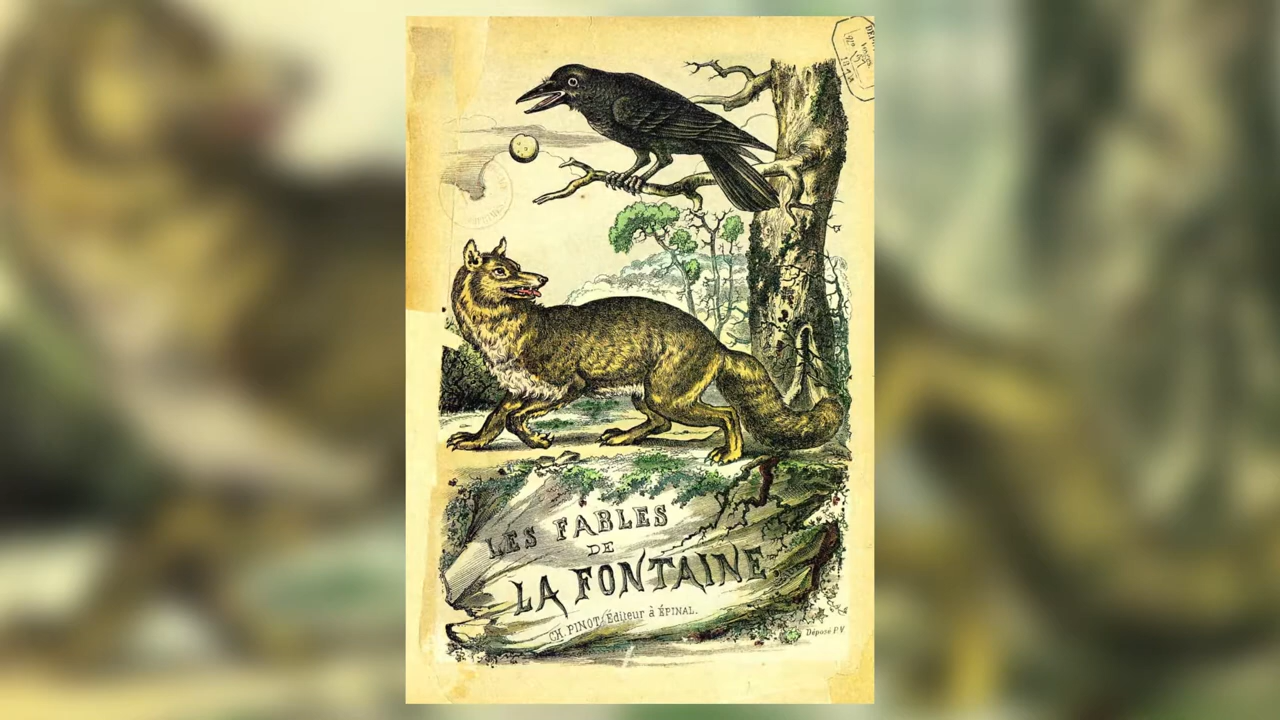 LES FABLES
DE
LA FONTAINE.
CH. PINOT, Éditeur à ÉPINAL.
Déposé P.V